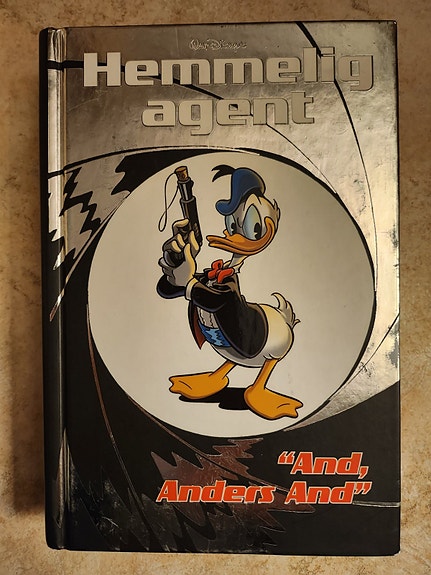 Walt Disney's
Hemmelig
agent
"And,
Anders And"